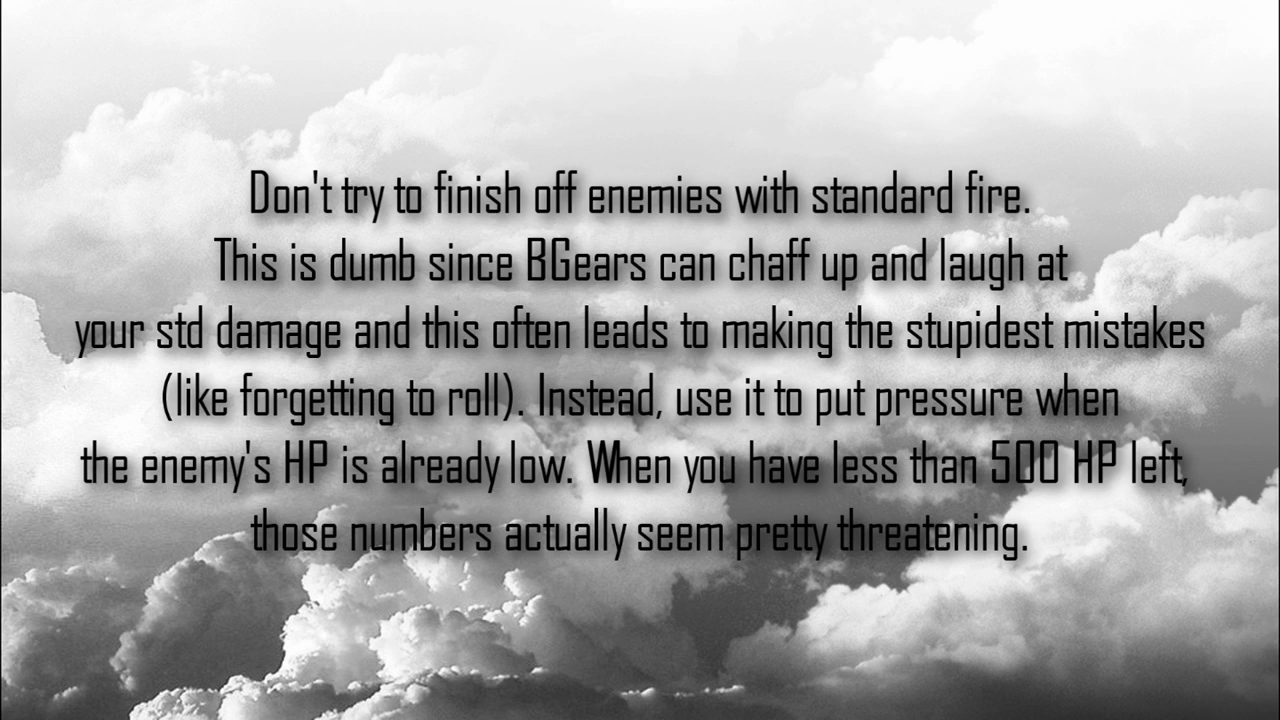 Don't try to finish off enemies with standard fire.
This is dumb since BGears can chaff up and laugh at
your std damage and this often leads to making the stupidest mistakes
(like forgetting to roll). Instead, use it to put pressure when
the enemy's HP is already low. When you have less than 500 HP left,
those numbers actually seem pretty threatening.